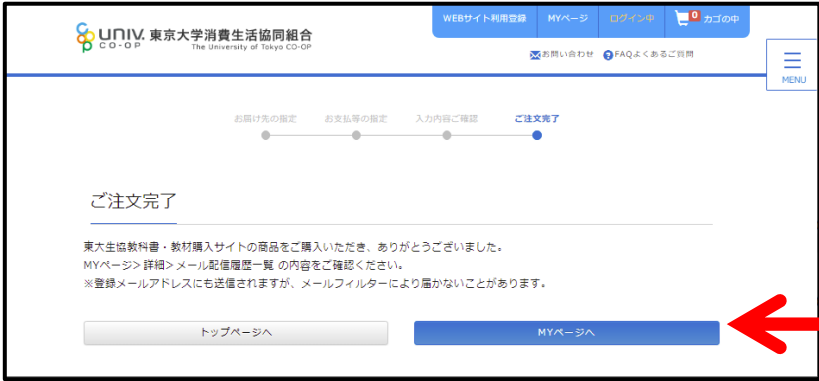 UNIV. 東京大学消費生活協同組合
CO-OP The University of Tokyo CO-OP
WEBサイト利用登録 MYページ ログイン中 0 カゴの中
お問い合わせ ?FAQよくあるご質問
MENU
お届け先の指定 お支払等の指定 入力内容ご確認 ご注文完了
ご注文完了
東大生協教科書・教材購入サイトの商品をご購入いただき、ありがとうございました。
MYページ>詳細>メール配信履歴一覧 の内容をご確認ください。
※登録メールアドレスにも送信されますが、メールフィルターにより届かないことがあります。
トップページへ MYページへ